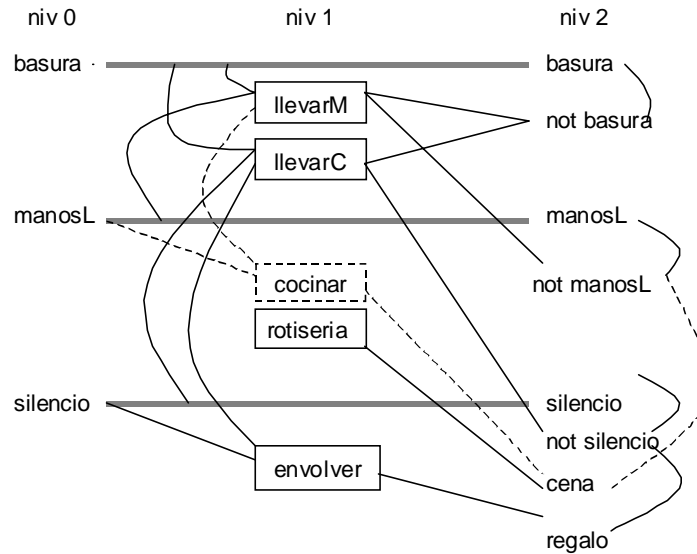 niv 0 niv 1 niv 2
basura basura
llevarM
not basura
llevarC
manosL manosL
cocinar not manosL
rotiseria
silencio silencio
not silencio
envolver
cena
regalo